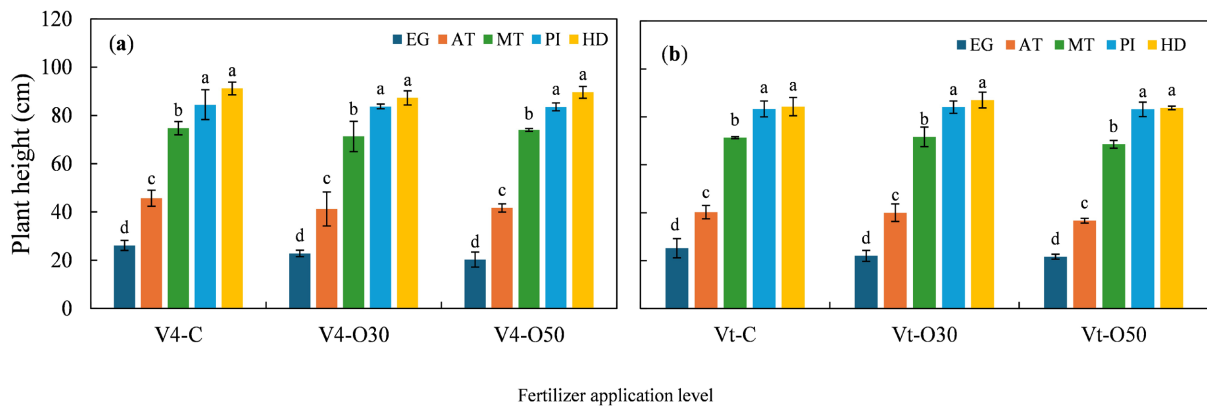 Plant height (cm)
120
100
80
60
40
20
0
(a)
EG AT MT PI HD
d c b a a
d c b a a
d c b a a
V4-C V4-O30 V4-O50
(b)
EG AT MT PI HD
d c b a a
d c b a a
d c b a a
Vt-C Vt-O30 Vt-O50
Fertilizer application level